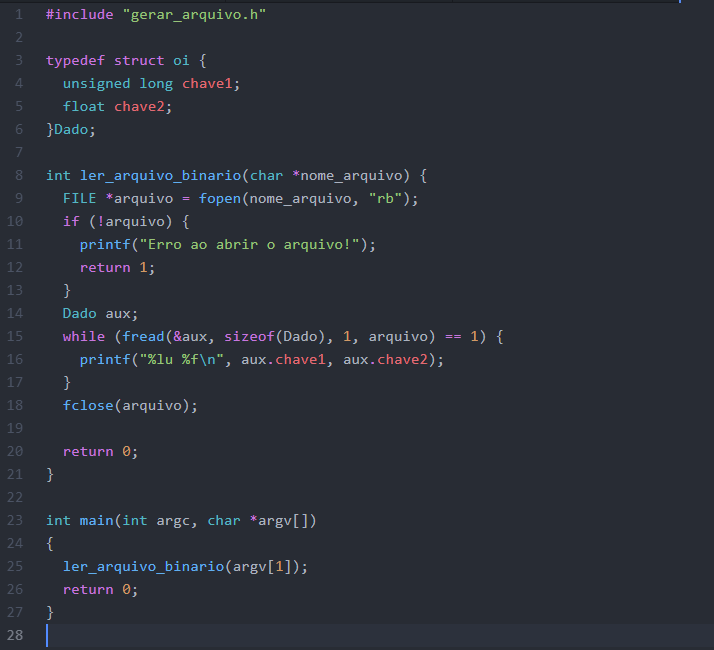 1 #include "gerar_arquivo.h"
2
3 typedef struct oi {
4   unsigned long chave1;
5   float chave2;
6 }Dado;
7
8 int ler_arquivo_binario(char *nome_arquivo) {
9   FILE *arquivo = fopen(nome_arquivo, "rb");
10   if (!arquivo) {
11     printf("Erro ao abrir o arquivo!");
12     return 1;
13   }
14   Dado aux;
15   while (fread(&aux, sizeof(Dado), 1, arquivo) == 1) {
16     printf("%lu %f\n", aux.chave1, aux.chave2);
17   }
18   fclose(arquivo);
19
20   return 0;
21 }
22
23 int main(int argc, char *argv[])
24 {
25   ler_arquivo_binario(argv[1]);
26   return 0;
27 }
28